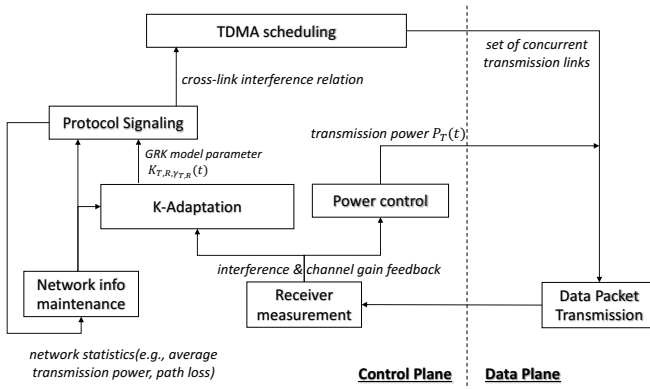 TDMA scheduling
set of concurrent
transmission links
cross-link interference relation
Protocol Signaling
transmission power P_T(t)
GRK model parameter
K_{T,R,γ_{T,R}}(t)
K-Adaptation
Power control
interference & channel gain feedback
Network info
maintenance
Receiver
measurement
Data Packet
Transmission
network statistics(e.g., average
transmission power, path loss)
Control Plane
Data Plane